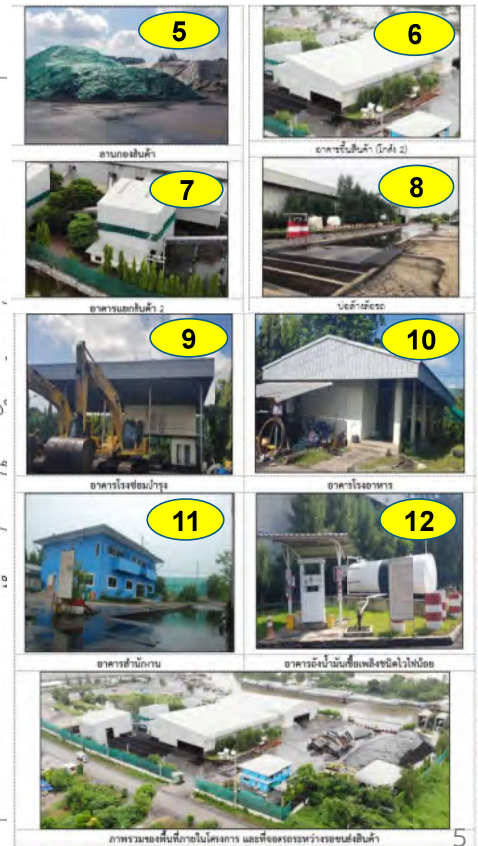 5
6
ลานกองสินค้า
อาคารขึ้นสินค้า (โกดัง 2)
7
8
อาคารแยกสินค้า 2
บ่อล้างล้อรถ
9
10
อาคารโรงซ่อมบำรุง
อาคารโรงอาหาร
11
12
อาคารสำนักงาน
อาคารถังน้ำมันเชื้อเพลิงชนิดไวไฟน้อย
ภาพรวมของพื้นที่ภายในโครงการ และที่จอดรถระหว่างรอขนส่งสินค้า
5